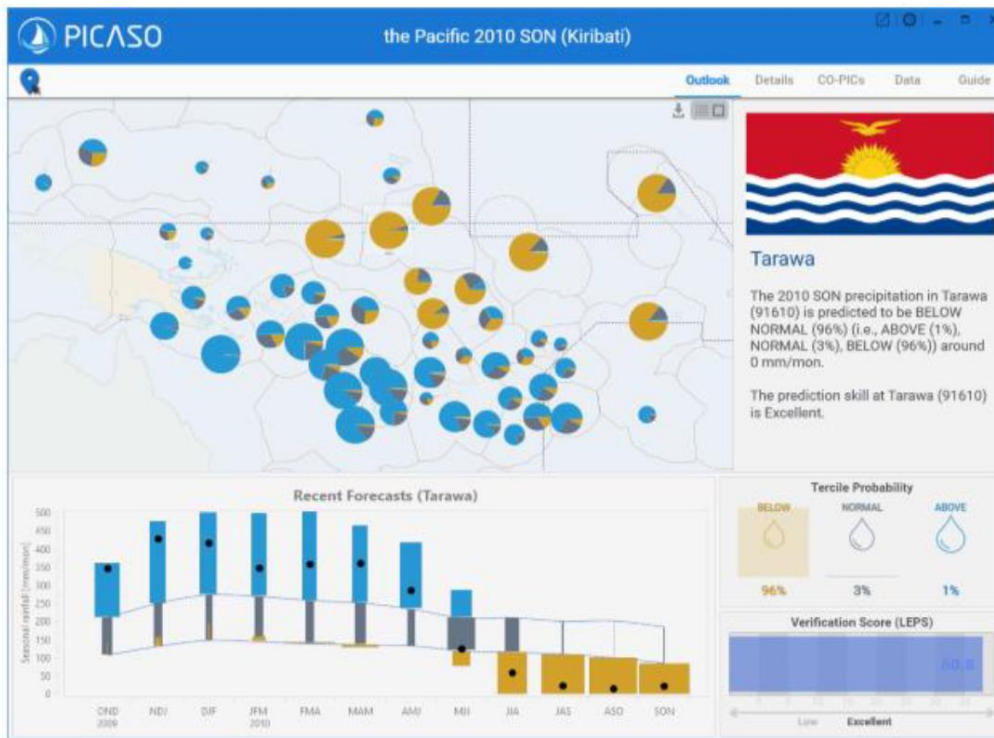 PICASO
the Pacific 2010 SON (Kiribati)
Outlook Details CO-PICs Data Guide
Tarawa
The 2010 SON precipitation in Tarawa
(91610) is predicted to be BELOW
NORMAL (96%) (i.e., ABOVE (1%),
NORMAL (3%), BELOW (96%)) around
0 mm/mon.
The prediction skill at Tarawa (91610)
is Excellent.
Recent Forecasts (Tarawa)
Seasonal rainfall [mm/mon]
500
450
400
350
300
250
200
150
100
50
0
OND NDJ DJF JFM FMA MAM AMJ MJJ JJA JAS ASO SON
2009 2010
Tercile Probability
BELOW NORMAL ABOVE
96% 3% 1%
Verification Score (LEPS)
Low Excellent